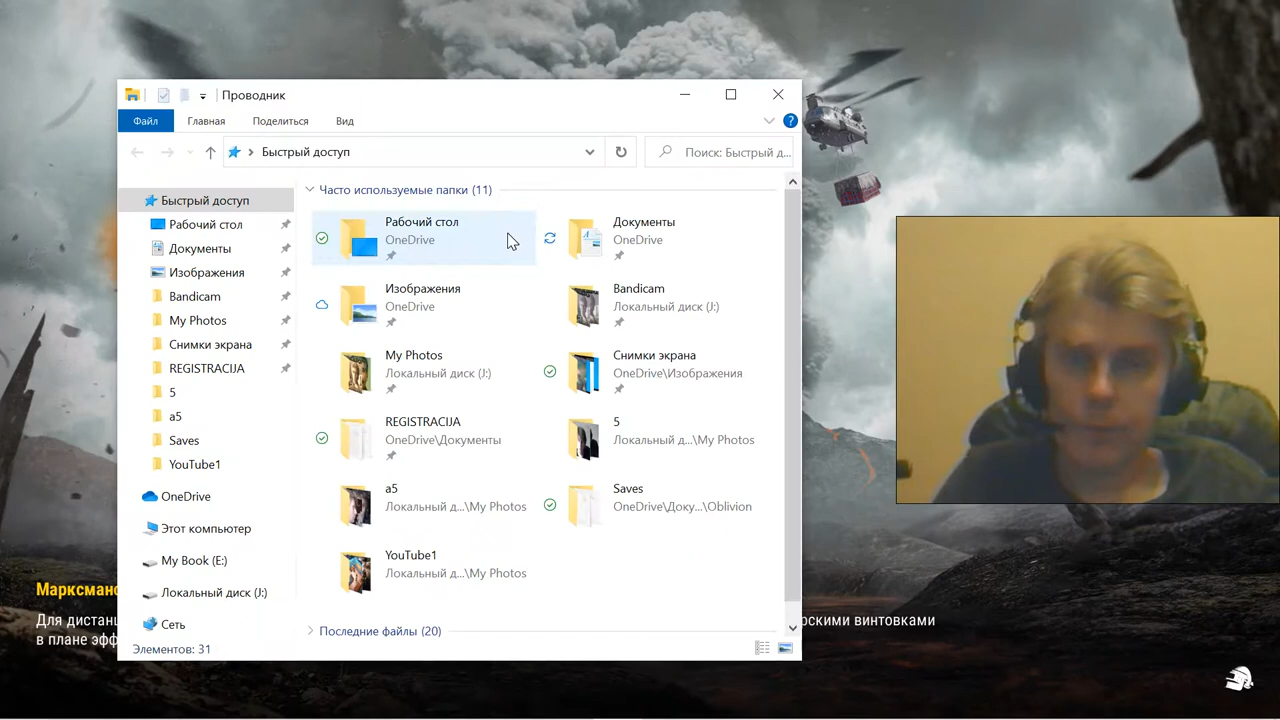 Проводник
Файл
Главная
Поделиться
Вид
Быстрый доступ
Поиск: Быстрый д...
Быстрый доступ
Рабочий стол
Документы
Изображения
Bandicam
My Photos
Снимки экрана
REGISTRACIJA
5
a5
Saves
YouTube1
OneDrive
Этот компьютер
My Book (E:)
Локальный диск (J:)
Сеть
Часто используемые папки (11)
Рабочий стол
OneDrive
Документы
OneDrive
Изображения
OneDrive
Bandicam
Локальный диск (J:)
My Photos
Локальный диск (J:)
Снимки экрана
OneDrive\Изображения
REGISTRACIJA
OneDrive\Документы
5
Локальный д...\My Photos
a5
Локальный д...\My Photos
Saves
OneDrive\Доку...\Oblivion
YouTube1
Локальный д...\My Photos
Последние файлы (20)
Элементов: 31
Для
винтовками
в плане